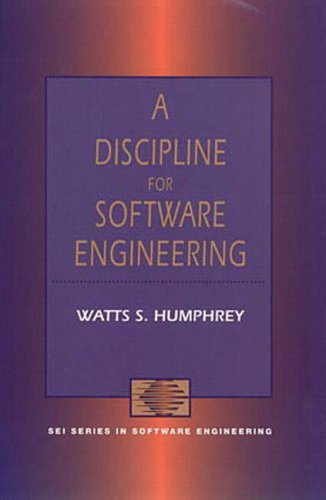 A
DISCIPLINE
FOR
SOFTWARE
ENGINEERING
WATTS S. HUMPHREY
SEI SERIES IN SOFTWARE ENGINEERING